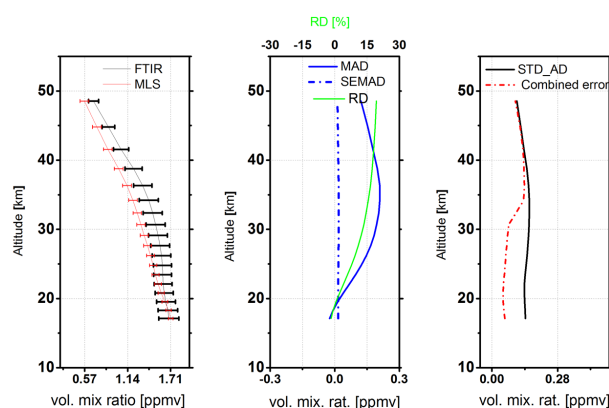 RD [%]
-30 -15 0 15 30
FTIR
MLS
MAD
SEMAD
RD
STD_AD
Combined error
50
40
30
20
10
Altitude [km]
0.57 1.14 1.71
vol. mix ratio [ppmv]
50
40
30
20
10
Altitude [km]
-0.3 0.0 0.3
vol. mix. rat. [ppmv]
50
40
30
20
10
Altitude [km]
0.00 0.28
vol. mix. rat. [ppmv]